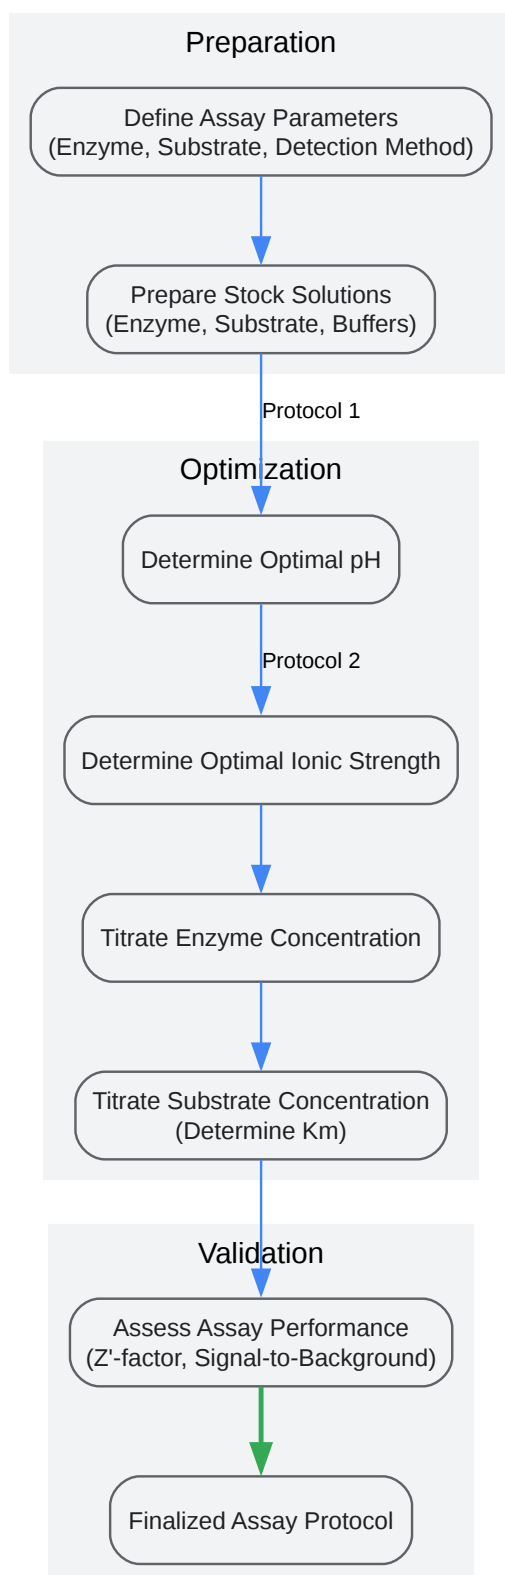 Preparation
Define Assay Parameters
(Enzyme, Substrate, Detection Method)
Prepare Stock Solutions
(Enzyme, Substrate, Buffers)
Protocol 1
Optimization
Determine Optimal pH
Protocol 2
Determine Optimal Ionic Strength
Titrate Enzyme Concentration
Titrate Substrate Concentration
(Determine Km)
Validation
Assess Assay Performance
(Z'-factor, Signal-to-Background)
Finalized Assay Protocol